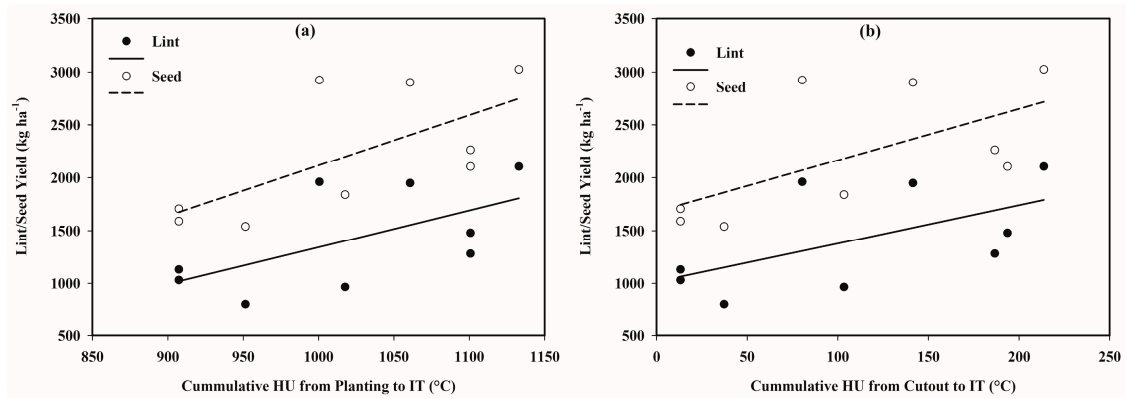 (a)
Lint
Seed
3500
3000
2500
2000
1500
1000
500
Lint/Seed Yield (kg ha⁻¹)
850 900 950 1000 1050 1100 1150
Cummulative HU from Planting to IT (°C)
(b)
Lint
Seed
3500
3000
2500
2000
1500
1000
500
Lint/Seed Yield (kg ha⁻¹)
0 50 100 150 200 250
Cummulative HU from Cutout to IT (°C)